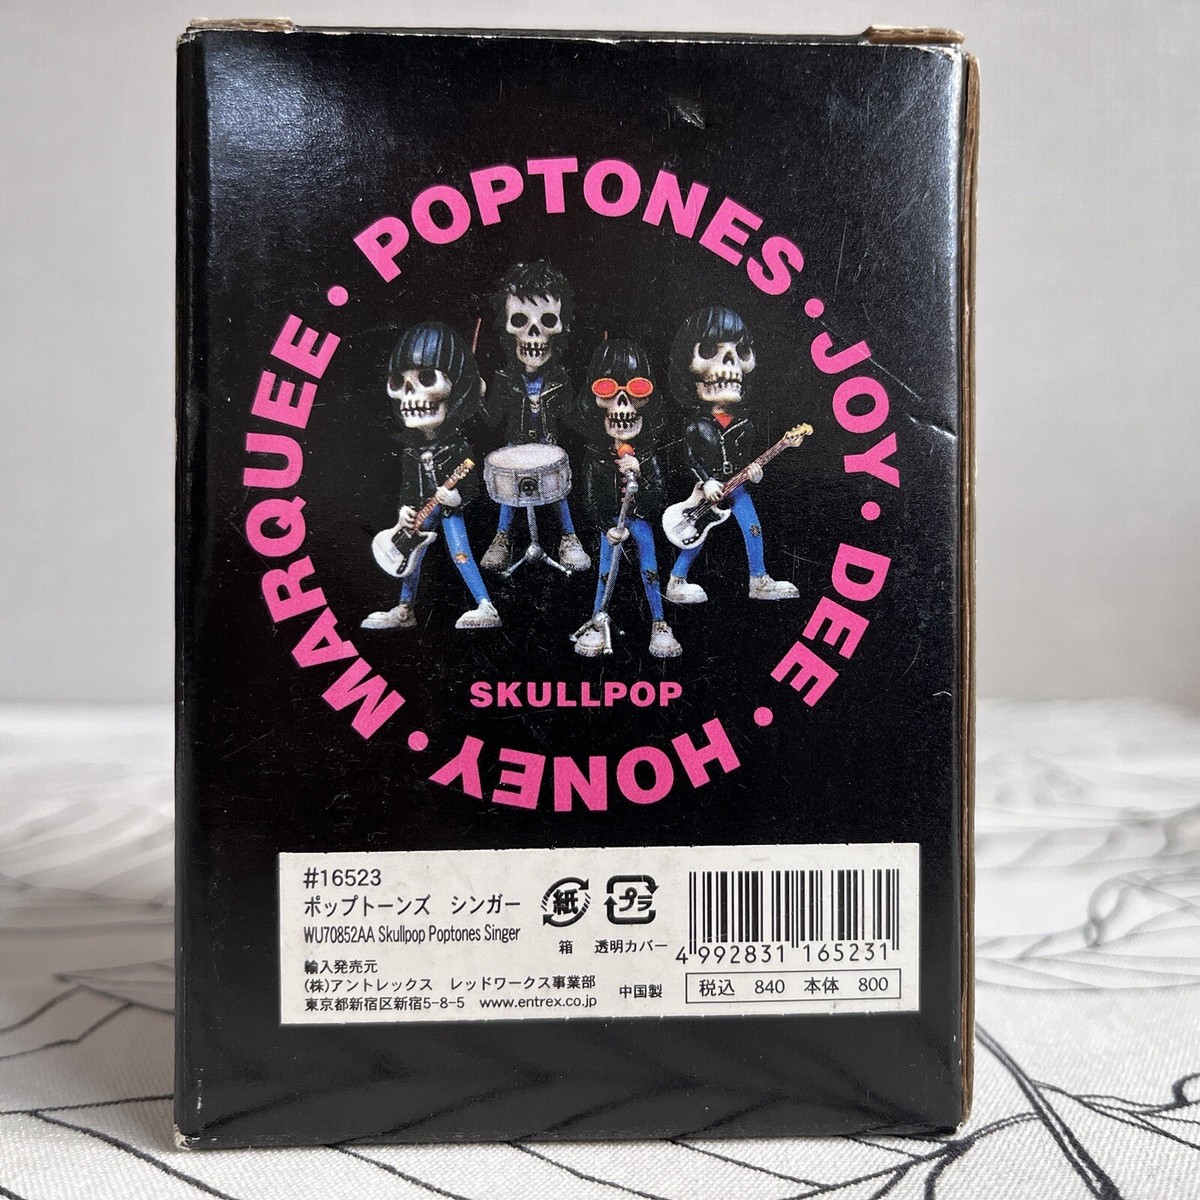 POPTONES · JOY · DEE · HONEY · MARQUEE ·
SKULLPOP
#16523
ポップトーンズ シンガー
WU70852AA Skullpop Poptones Singer
輸入発売元
(株)アントレックス レッドワークス事業部
東京都新宿区新宿5-8-5 www.entrex.co.jp
紙
箱
プラ
透明カバー
中国製
4 992831 165231
税込 840 本体 800